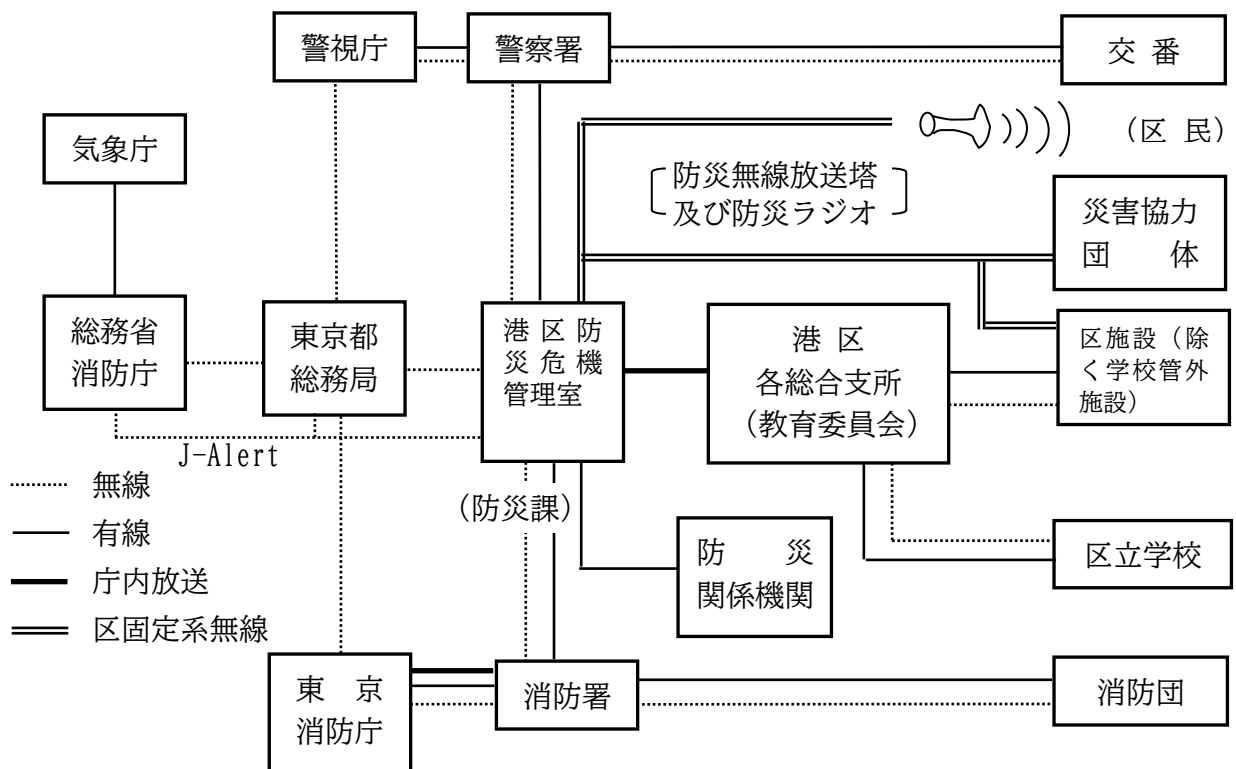 警視庁
警察署
交 番
気象庁
(区 民)
防災無線放送塔
及び防災ラジオ
災害協力
団 体
総務省
消防庁
東京都
総務局
港区防
災危機
管理室
港 区
各総合支所
(教育委員会)
区施設(除
く学校管外
施設)
J-Alert
無線
有線
庁内放送
区固定系無線
(防災課)
防 災
関係機関
区立学校
東 京
消防庁
消防署
消防団